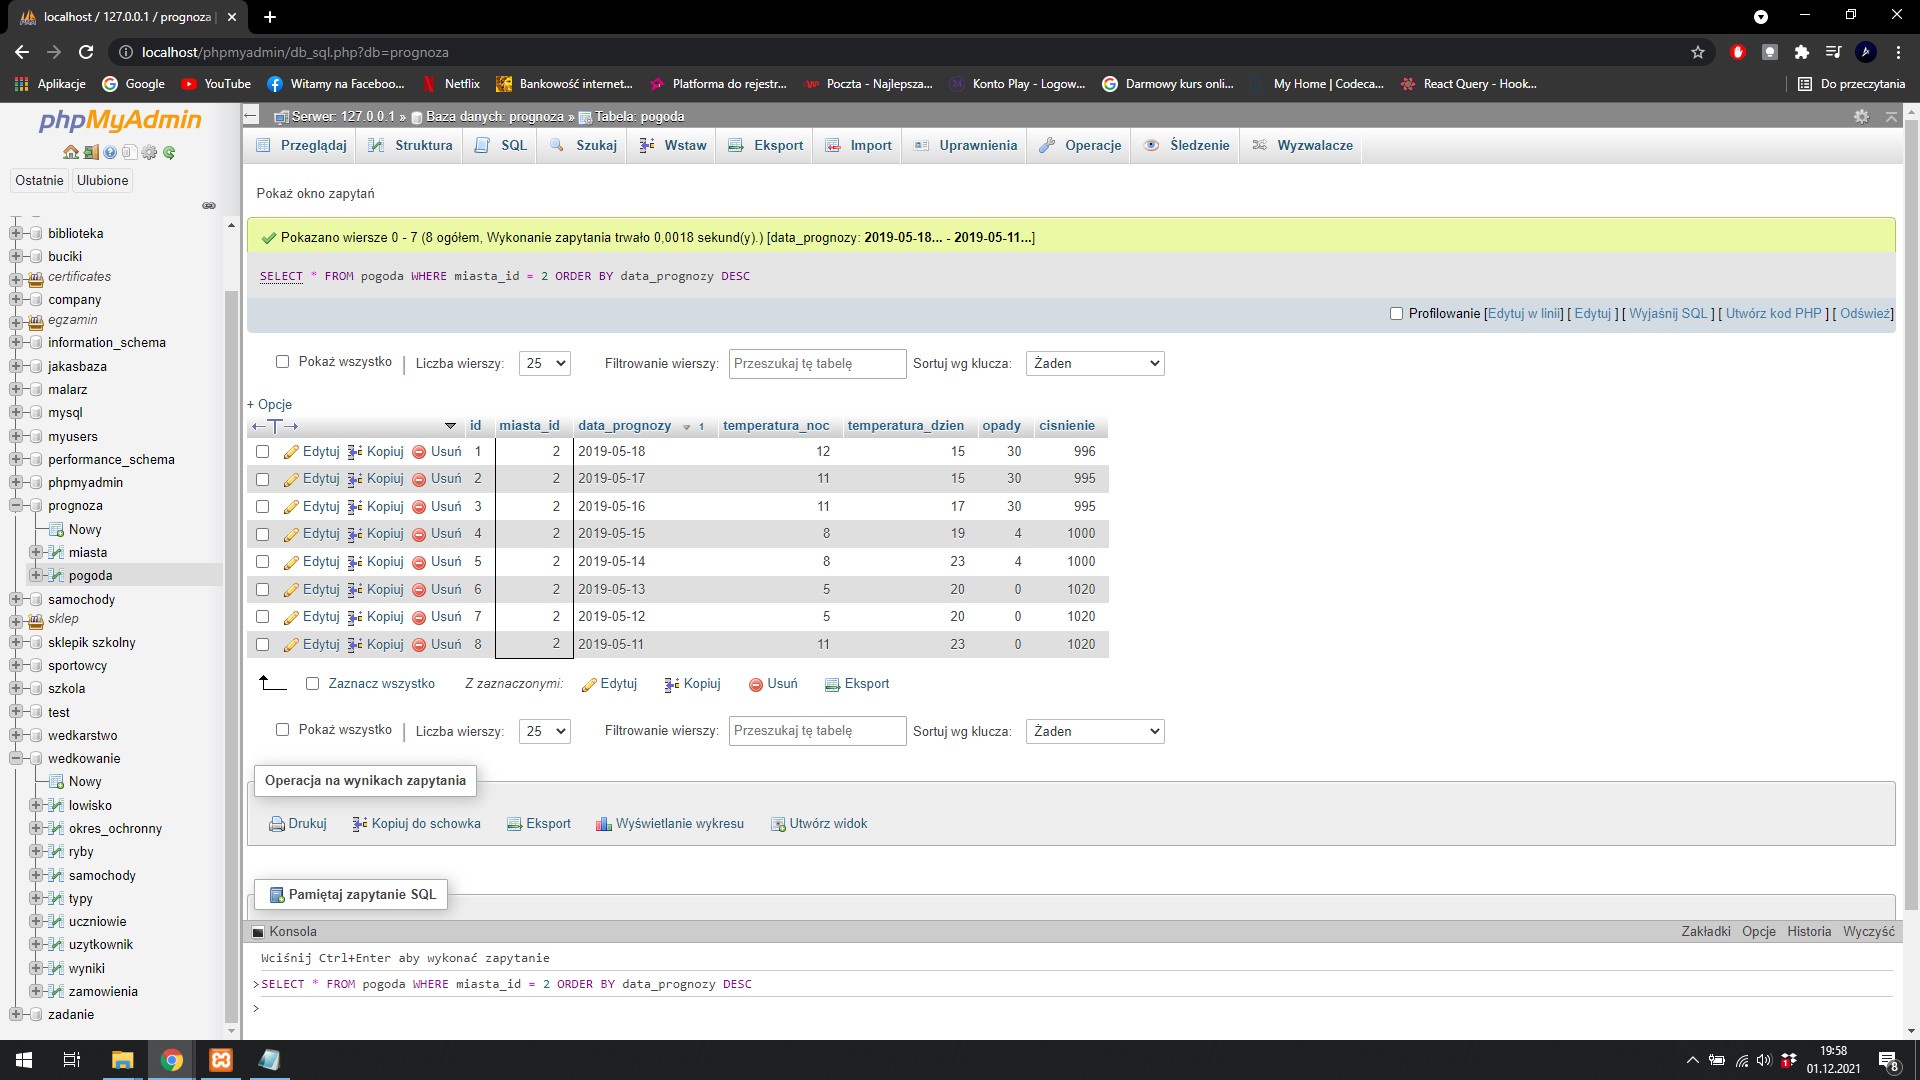 localhost / 127.0.0.1 / prognoza
localhost/phpmyadmin/db_sql.php?db=prognoza
Aplikacje Google YouTube Witamy na Faceboo... Netflix Bankowość internet... Platforma do rejestr... Poczta - Najlepsza... 24 Konto Play - Logow... Darmowy kurs onli... My Home | Codeca... React Query - Hook... Do przeczytania
phpMyAdmin
Ostatnie Ulubione
biblioteka
buciki
certificates
company
egzamin
information_schema
jakasbaza
malarz
mysql
myusers
performance_schema
phpmyadmin
prognoza
Nowy
miasta
pogoda
samochody
sklep
sklepik szkolny
sportowcy
szkola
test
wedkarstwo
wedkowanie
Nowy
lowisko
okres_ochronny
ryby
samochody
typy
uczniowie
uzytkownik
wyniki
zamowienia
zadanie
Serwer: 127.0.0.1 » Baza danych: prognoza » Tabela: pogoda
Przeglądaj Struktura SQL Szukaj Wstaw Eksport Import Uprawnienia Operacje Śledzenie Wyzwalacze
Pokaż okno zapytań
Pokazano wiersze 0 - 7 (8 ogółem, Wykonanie zapytania trwało 0,0018 sekund(y).) [data_prognozy: 2019-05-18... - 2019-05-11...]
SELECT * FROM pogoda WHERE miasta_id = 2 ORDER BY data_prognozy DESC
Profilowanie [Edytuj w linii] [ Edytuj ] [ Wyjaśnij SQL ] [ Utwórz kod PHP ] [ Odśwież]
Pokaż wszystko | Liczba wierszy: 25 Filtrowanie wierszy: Przeszukaj tę tabelę Sortuj wg klucza: Żaden
+ Opcje
←T→ id miasta_id data_prognozy 1 temperatura_noc temperatura_dzien opady cisnienie
Edytuj Kopiuj Usuń 1 2 2019-05-18 12 15 30 996
Edytuj Kopiuj Usuń 2 2 2019-05-17 11 15 30 995
Edytuj Kopiuj Usuń 3 2 2019-05-16 11 17 30 995
Edytuj Kopiuj Usuń 4 2 2019-05-15 8 19 4 1000
Edytuj Kopiuj Usuń 5 2 2019-05-14 8 23 4 1000
Edytuj Kopiuj Usuń 6 2 2019-05-13 5 20 0 1020
Edytuj Kopiuj Usuń 7 2 2019-05-12 5 20 0 1020
Edytuj Kopiuj Usuń 8 2 2019-05-11 11 23 0 1020
Zaznacz wszystko Z zaznaczonymi: Edytuj Kopiuj Usuń Eksport
Pokaż wszystko | Liczba wierszy: 25 Filtrowanie wierszy: Przeszukaj tę tabelę Sortuj wg klucza: Żaden
Operacja na wynikach zapytania
Drukuj Kopiuj do schowka Eksport Wyświetlanie wykresu Utwórz widok
Pamiętaj zapytanie SQL
Konsola Zakładki Opcje Historia Wyczyść
Wciśnij Ctrl+Enter aby wykonać zapytanie
>SELECT * FROM pogoda WHERE miasta_id = 2 ORDER BY data_prognozy DESC
>
19:58
01.12.2021
8